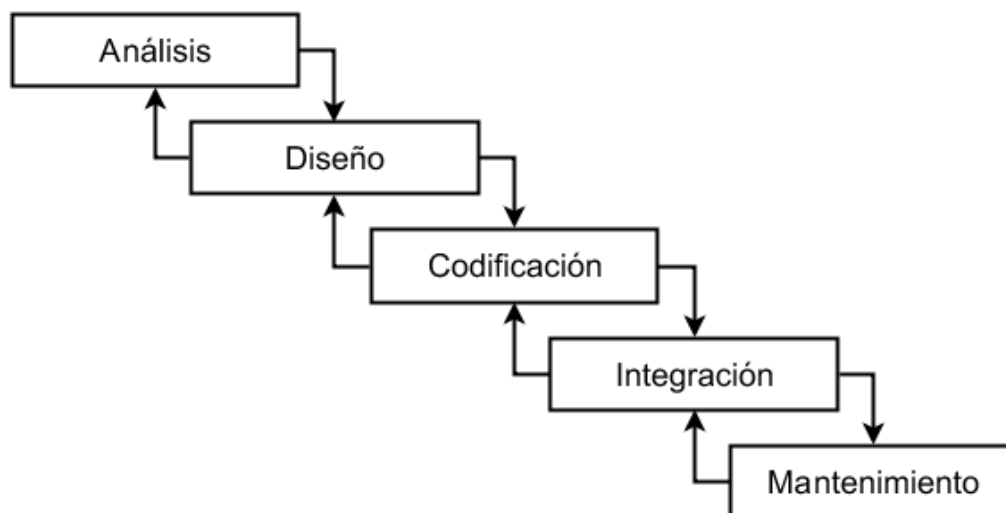 Análisis
Diseño
Codificación
Integración
Mantenimiento